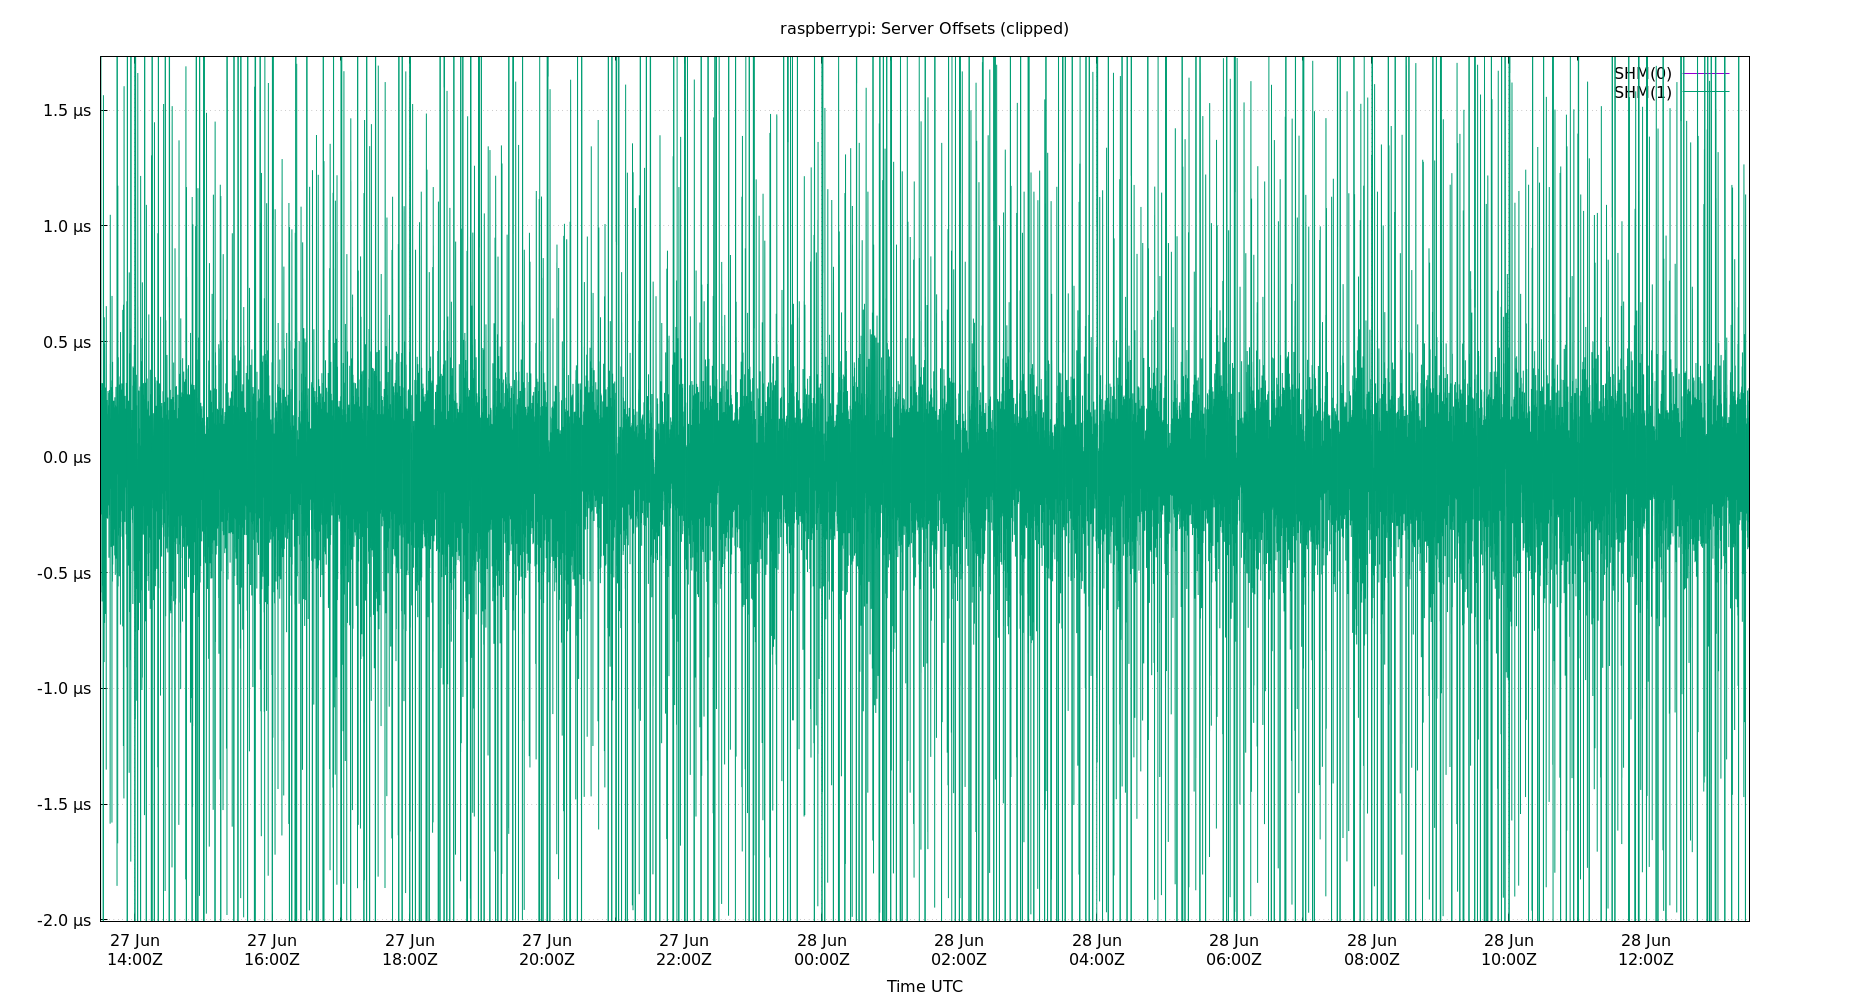 raspberrypi: Server Offsets (clipped)
SHM(0)
SHM(1)
1.5 µs
1.0 µs
0.5 µs
0.0 µs
-0.5 µs
-1.0 µs
-1.5 µs
-2.0 µs
27 Jun 27 Jun 27 Jun 27 Jun 27 Jun 28 Jun 28 Jun 28 Jun 28 Jun 28 Jun 28 Jun 28 Jun
14:00Z 16:00Z 18:00Z 20:00Z 22:00Z 00:00Z 02:00Z 04:00Z 06:00Z 08:00Z 10:00Z 12:00Z
Time UTC